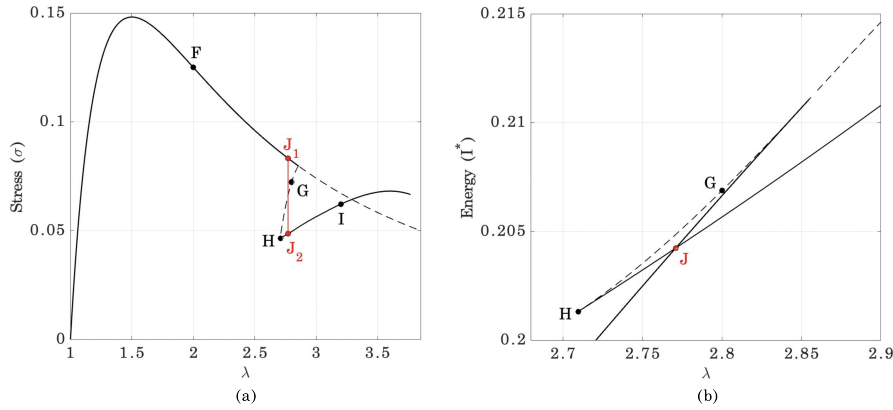 0.15
0.1
0.05
0
Stress (σ)
F
J1
G
H
I
J2
1
1.5
2
2.5
3
3.5
λ
(a)
0.215
0.21
0.205
0.2
Energy (I*)
G
J
H
2.7
2.75
2.8
2.85
2.9
λ
(b)